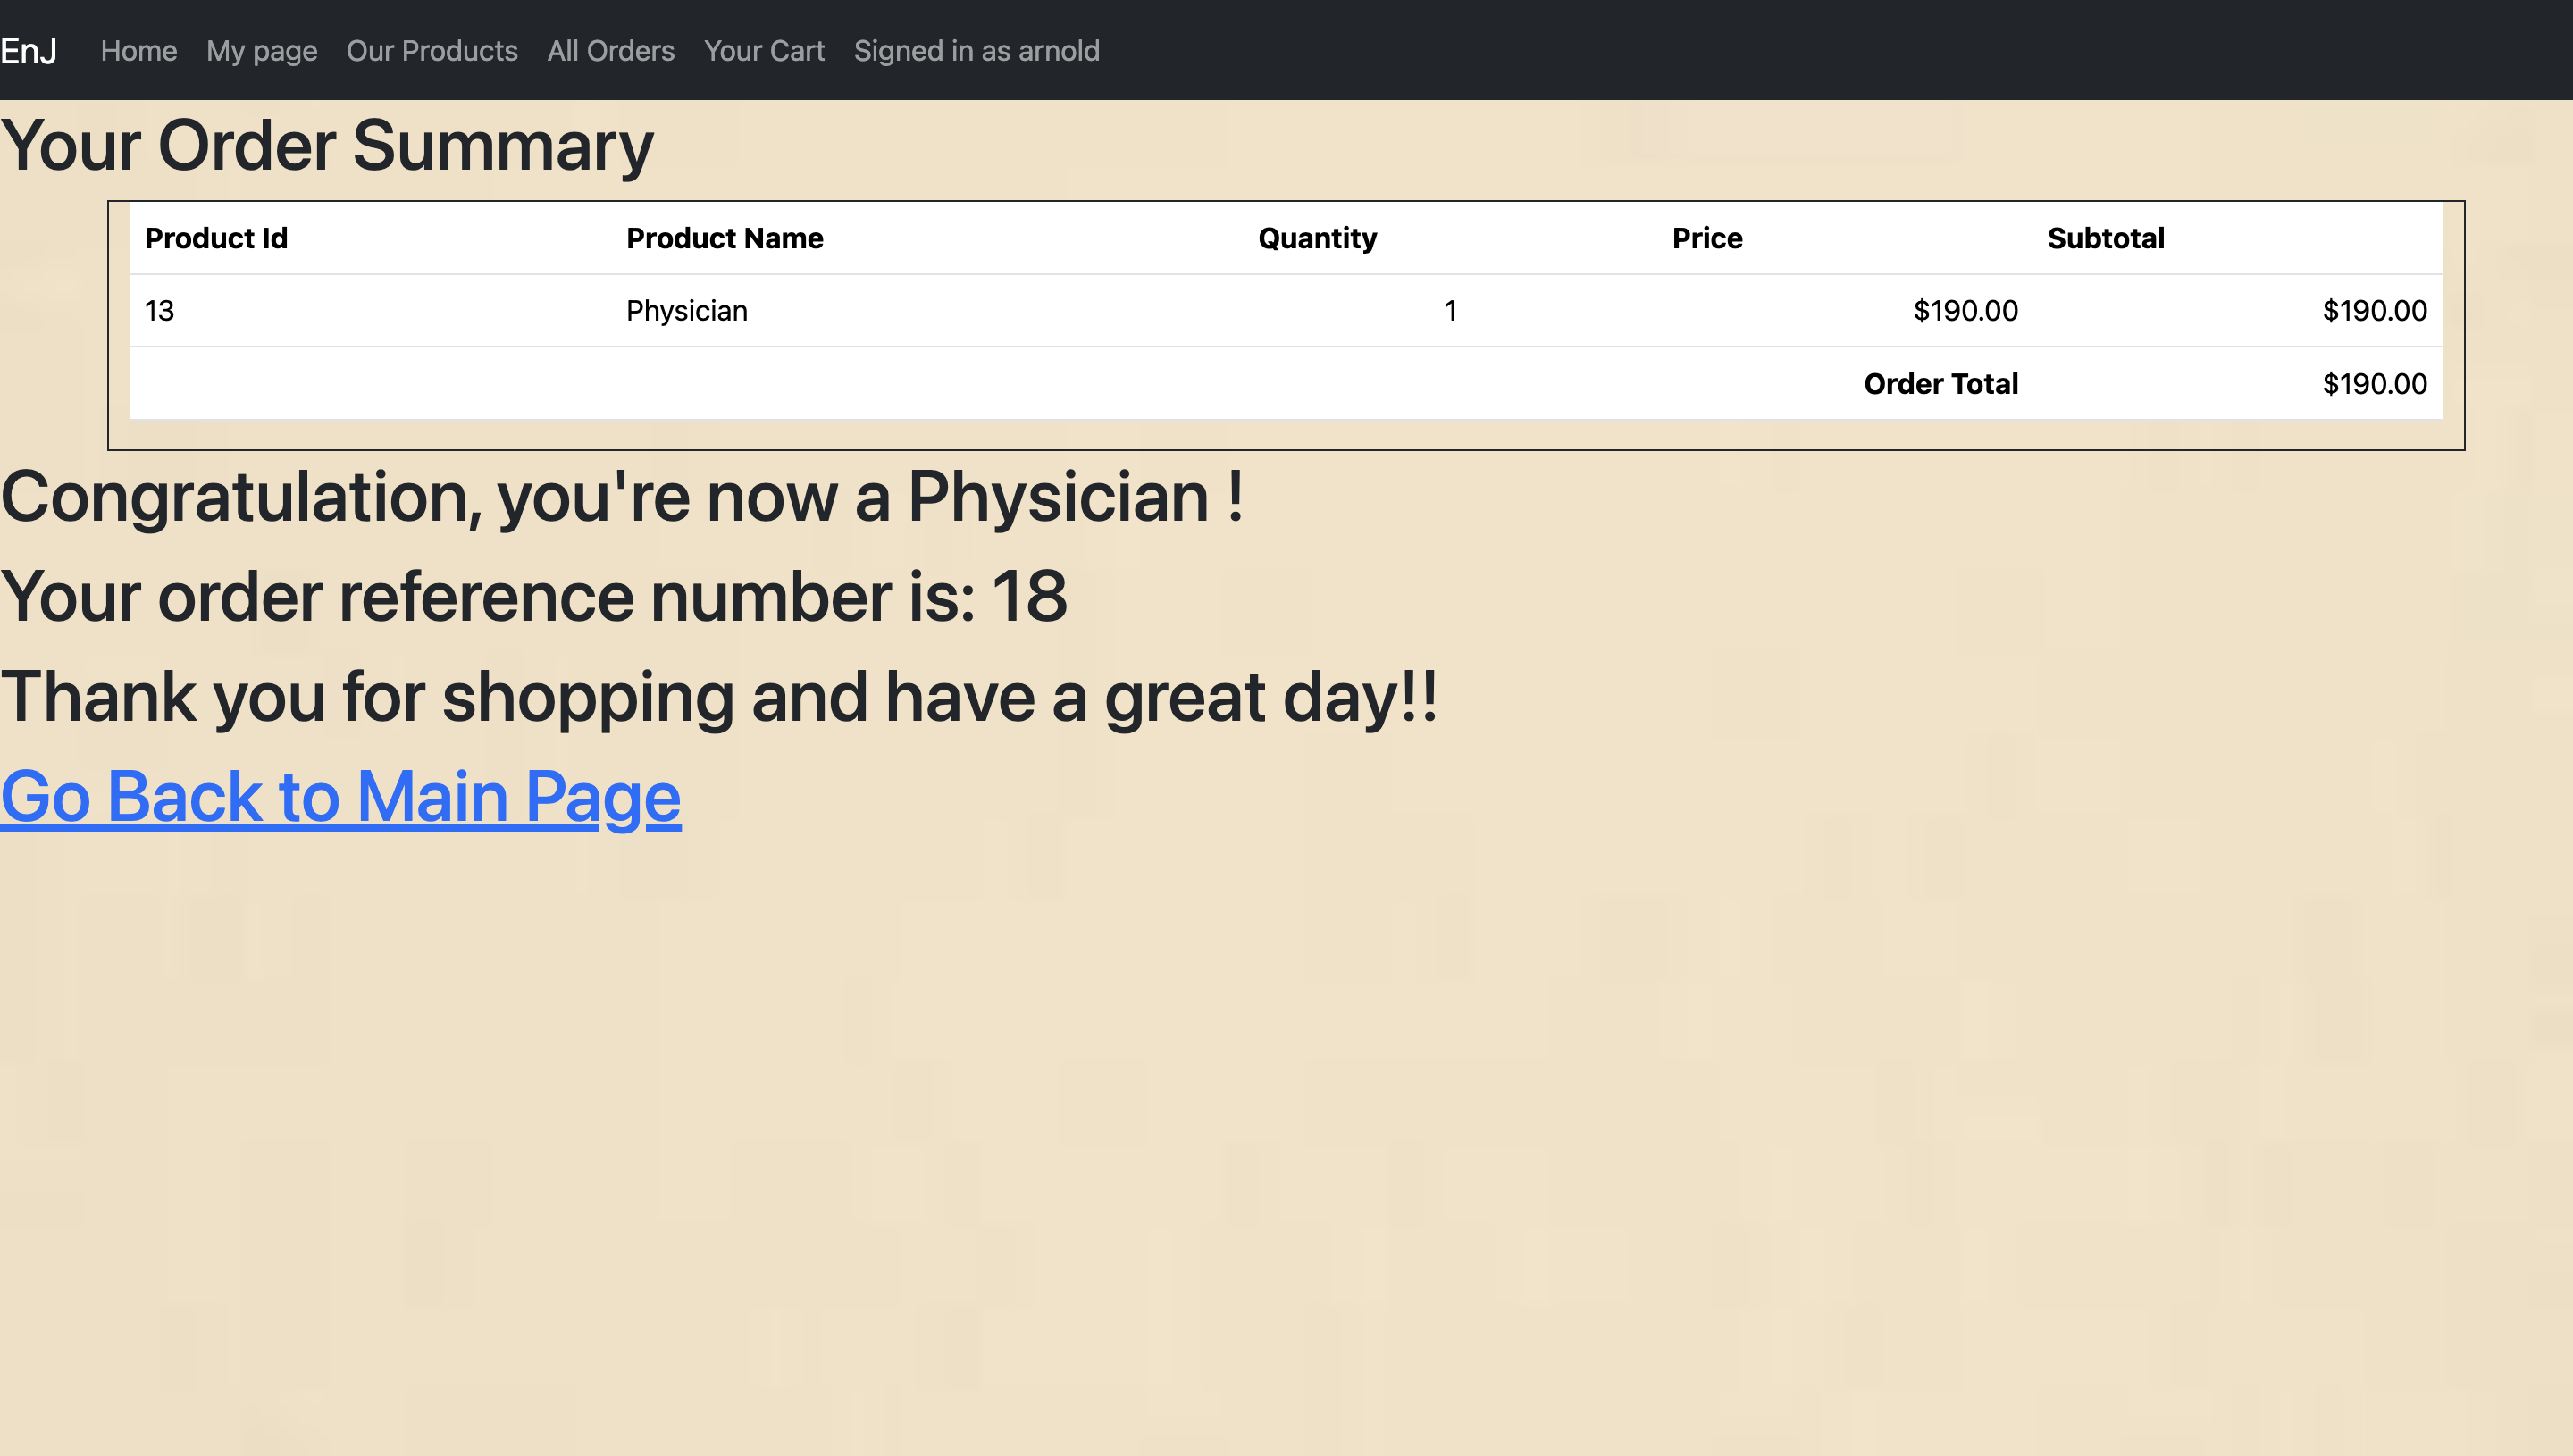 EnJ Home My page Our Products All Orders Your Cart Signed in as arnold
Your Order Summary
Product Id Product Name Quantity Price Subtotal
13 Physician 1 $190.00 $190.00
Order Total $190.00
Congratulation, you're now a Physician !
Your order reference number is: 18
Thank you for shopping and have a great day!!
Go Back to Main Page